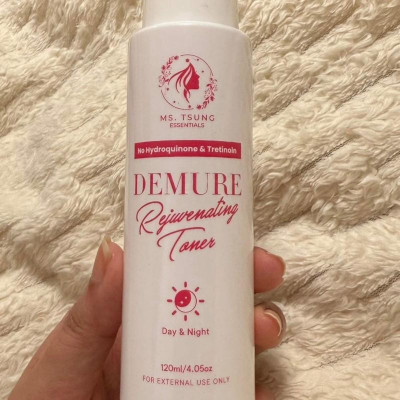 MS. TSUNG
ESSENTIALS
No Hydroquinone & Tretinoin
DEMURE
Rejuvenating
Toner
Day & Night
120ml/4.05oz
FOR EXTERNAL USE ONLY